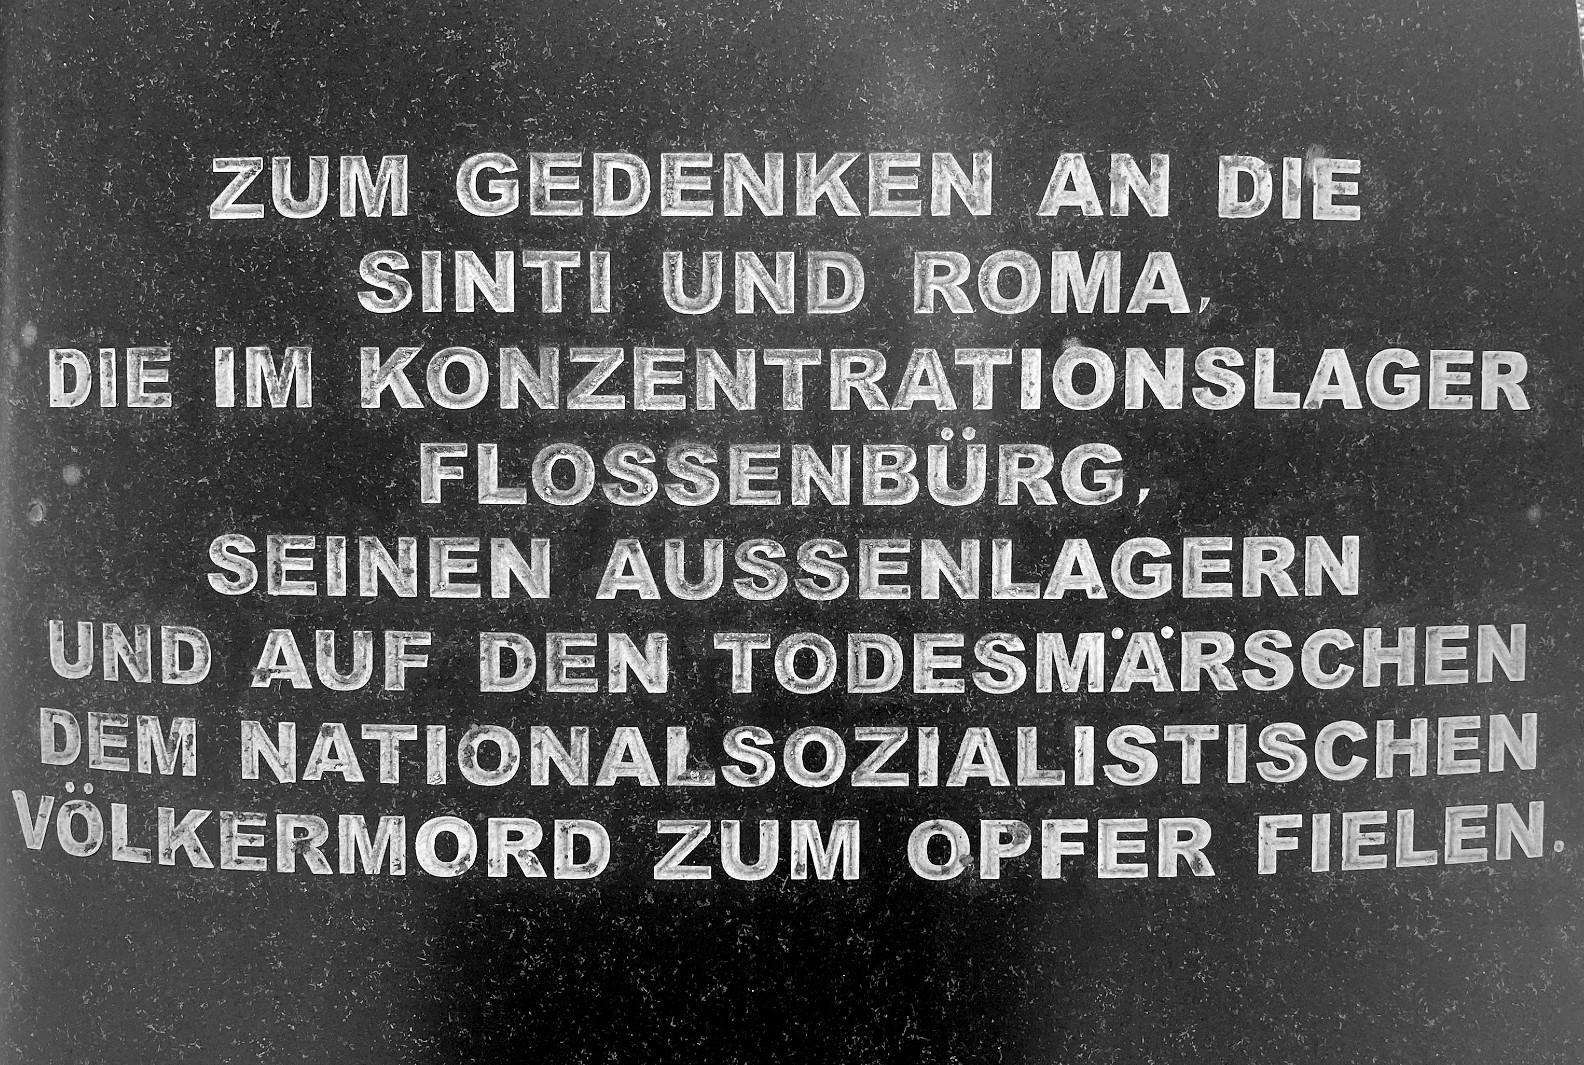 ZUM GEDENKEN AN DIE
SINTI UND ROMA,
DIE IM KONZENTRATIONSLAGER
FLOSSENBÜRG,
SEINEN AUSSENLAGERN
UND AUF DEN TODESMÄRSCHEN
DEM NATIONALSOZIALISTISCHEN
VÖLKERMORD ZUM OPFER FIELEN.